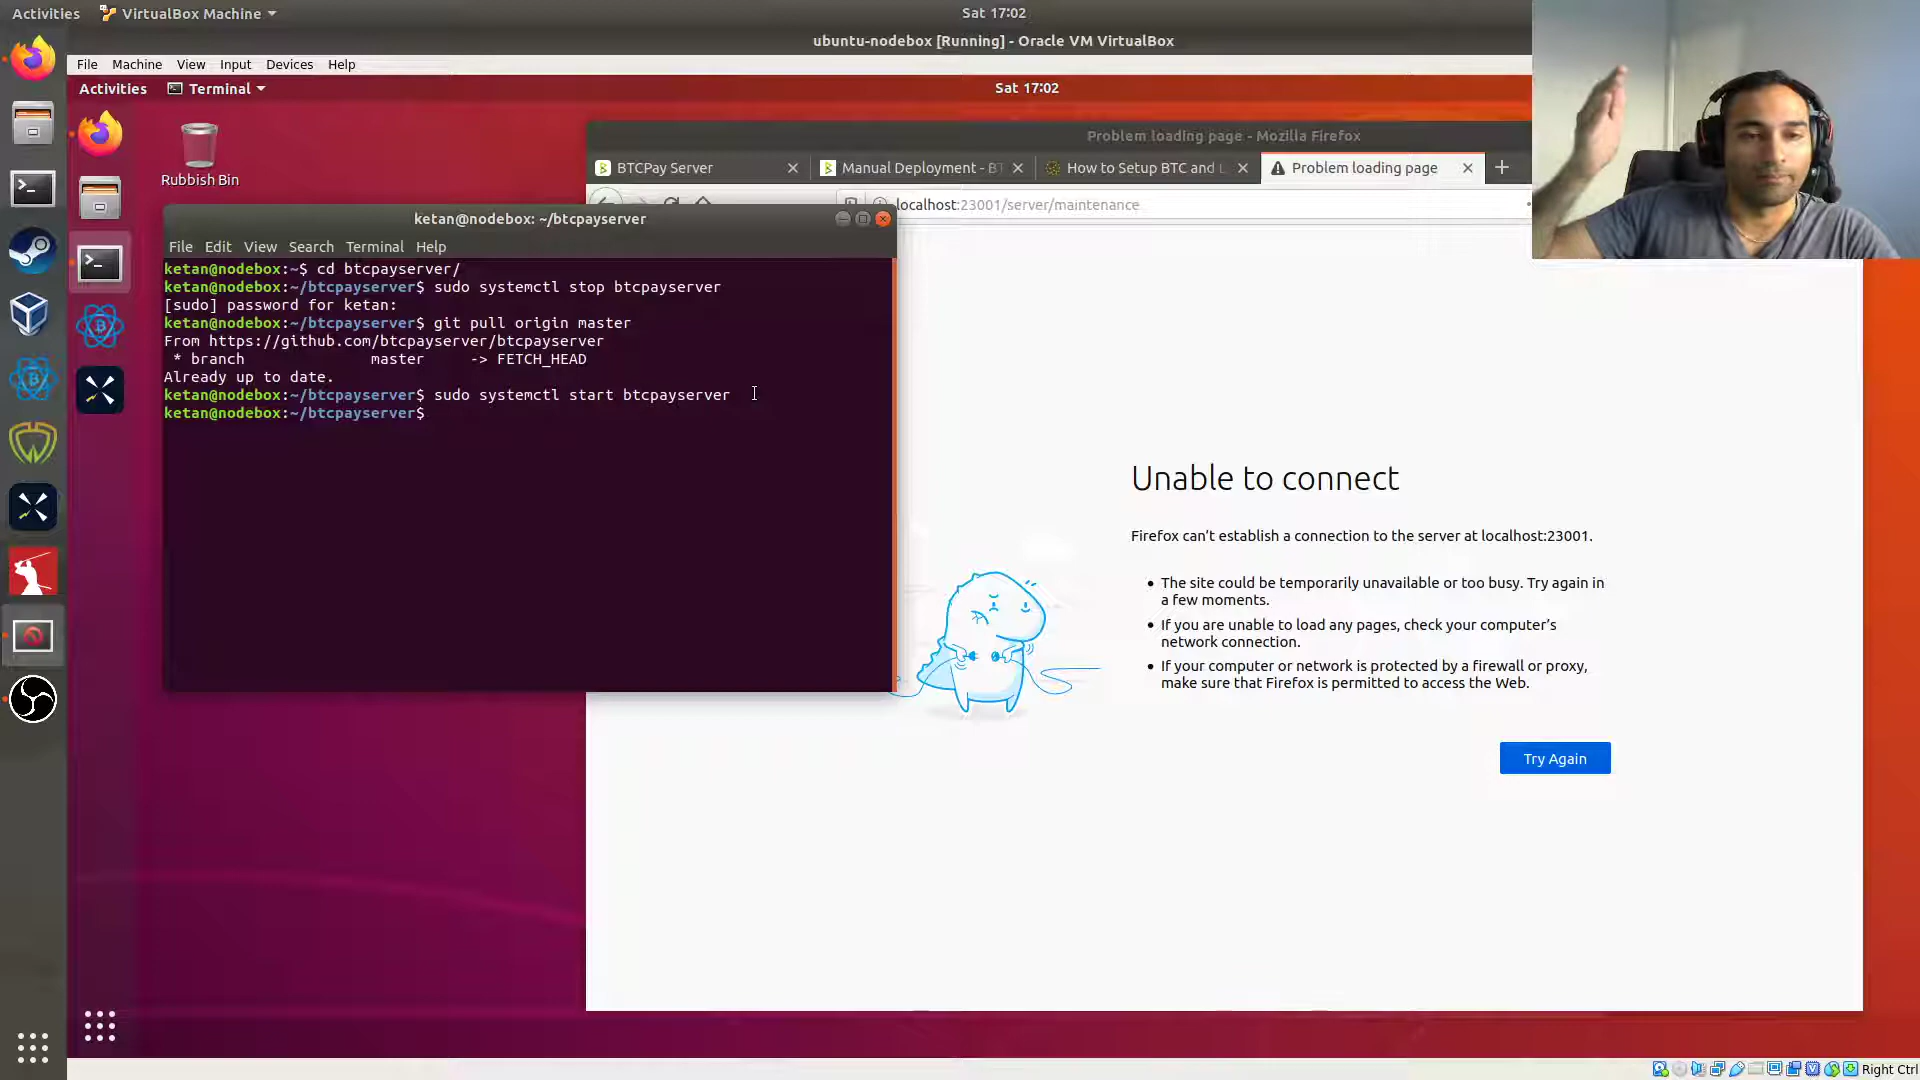 Activities VirtualBox Machine Sat 17:02
ubuntu-nodebox [Running] - Oracle VM VirtualBox
File Machine View Input Devices Help
Activities Terminal Sat 17:02
Rubbish Bin
Problem loading page - Mozilla Firefox
BTCPay Server Manual Deployment - BT How to Setup BTC and L Problem loading page
localhost:23001/server/maintenance
ketan@nodebox: ~/btcpayserver
File Edit View Search Terminal Help
ketan@nodebox:~$ cd btcpayserver/
ketan@nodebox:~/btcpayserver$ sudo systemctl stop btcpayserver
[sudo] password for ketan:
ketan@nodebox:~/btcpayserver$ git pull origin master
From https://github.com/btcpayserver/btcpayserver
 * branch            master     -> FETCH_HEAD
Already up to date.
ketan@nodebox:~/btcpayserver$ sudo systemctl start btcpayserver
ketan@nodebox:~/btcpayserver$
Unable to connect
Firefox can’t establish a connection to the server at localhost:23001.
• The site could be temporarily unavailable or too busy. Try again in
a few moments.
• If you are unable to load any pages, check your computer’s
network connection.
• If your computer or network is protected by a firewall or proxy,
make sure that Firefox is permitted to access the Web.
Try Again
Right Ctrl